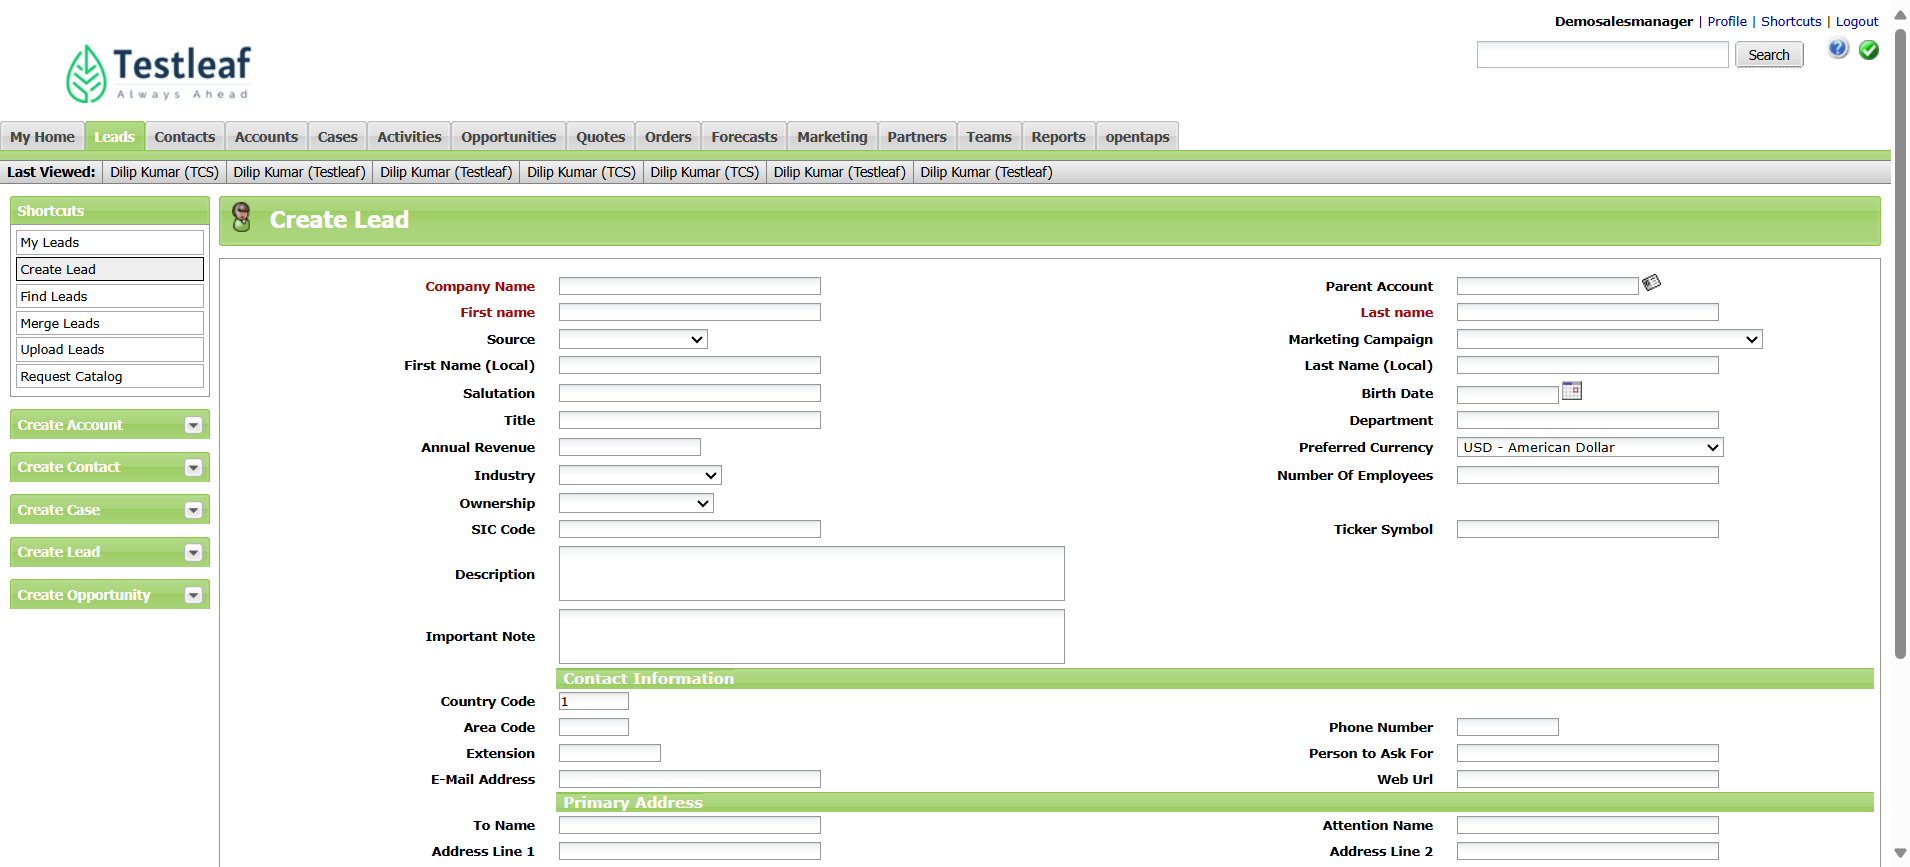 Demosalesmanager | Profile | Shortcuts | Logout
Search
Testleaf
Always Ahead
My Home Leads Contacts Accounts Cases Activities Opportunities Quotes Orders Forecasts Marketing Partners Teams Reports opentaps
Last Viewed: Dilip Kumar (TCS) Dilip Kumar (Testleaf) Dilip Kumar (Testleaf) Dilip Kumar (TCS) Dilip Kumar (TCS) Dilip Kumar (Testleaf) Dilip Kumar (Testleaf)
Shortcuts
My Leads
Create Lead
Find Leads
Merge Leads
Upload Leads
Request Catalog
Create Account
Create Contact
Create Case
Create Lead
Create Opportunity
Create Lead
Company Name Parent Account
First name Last name
Source Marketing Campaign
First Name (Local) Last Name (Local)
Salutation Birth Date
Title Department
Annual Revenue Preferred Currency USD - American Dollar
Industry Number Of Employees
Ownership
SIC Code Ticker Symbol
Description
Important Note
Contact Information
Country Code 1
Area Code Phone Number
Extension Person to Ask For
E-Mail Address Web Url
Primary Address
To Name Attention Name
Address Line 1 Address Line 2